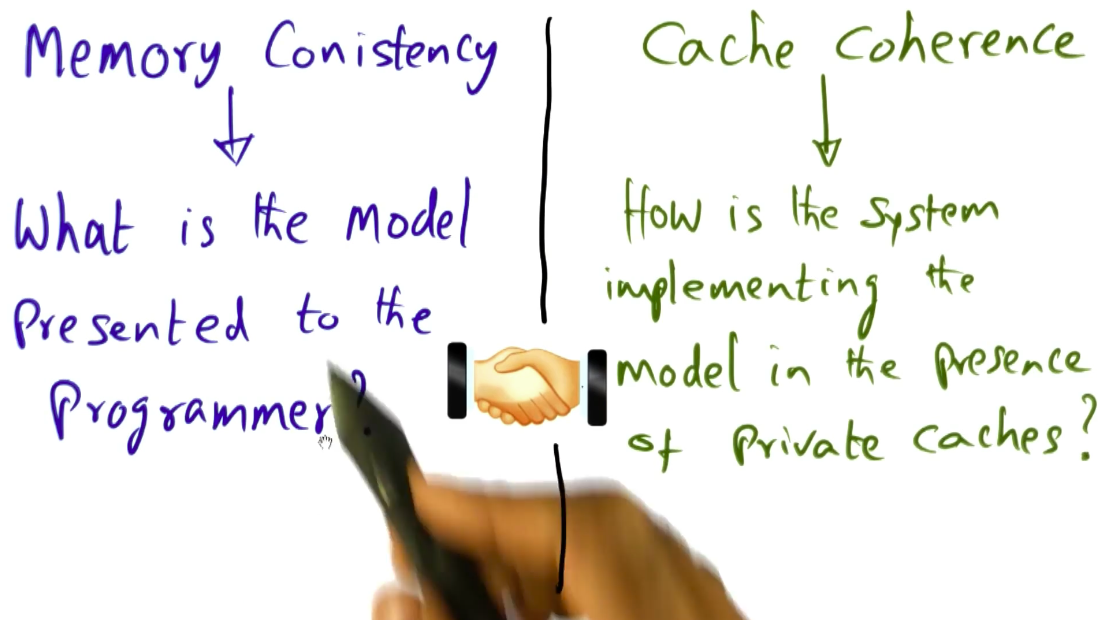 Memory Conistency
What is the Model
Presented to the
Programmer?
Cache Coherence
How is the System
implementing the
model in the presence
of Private Caches?